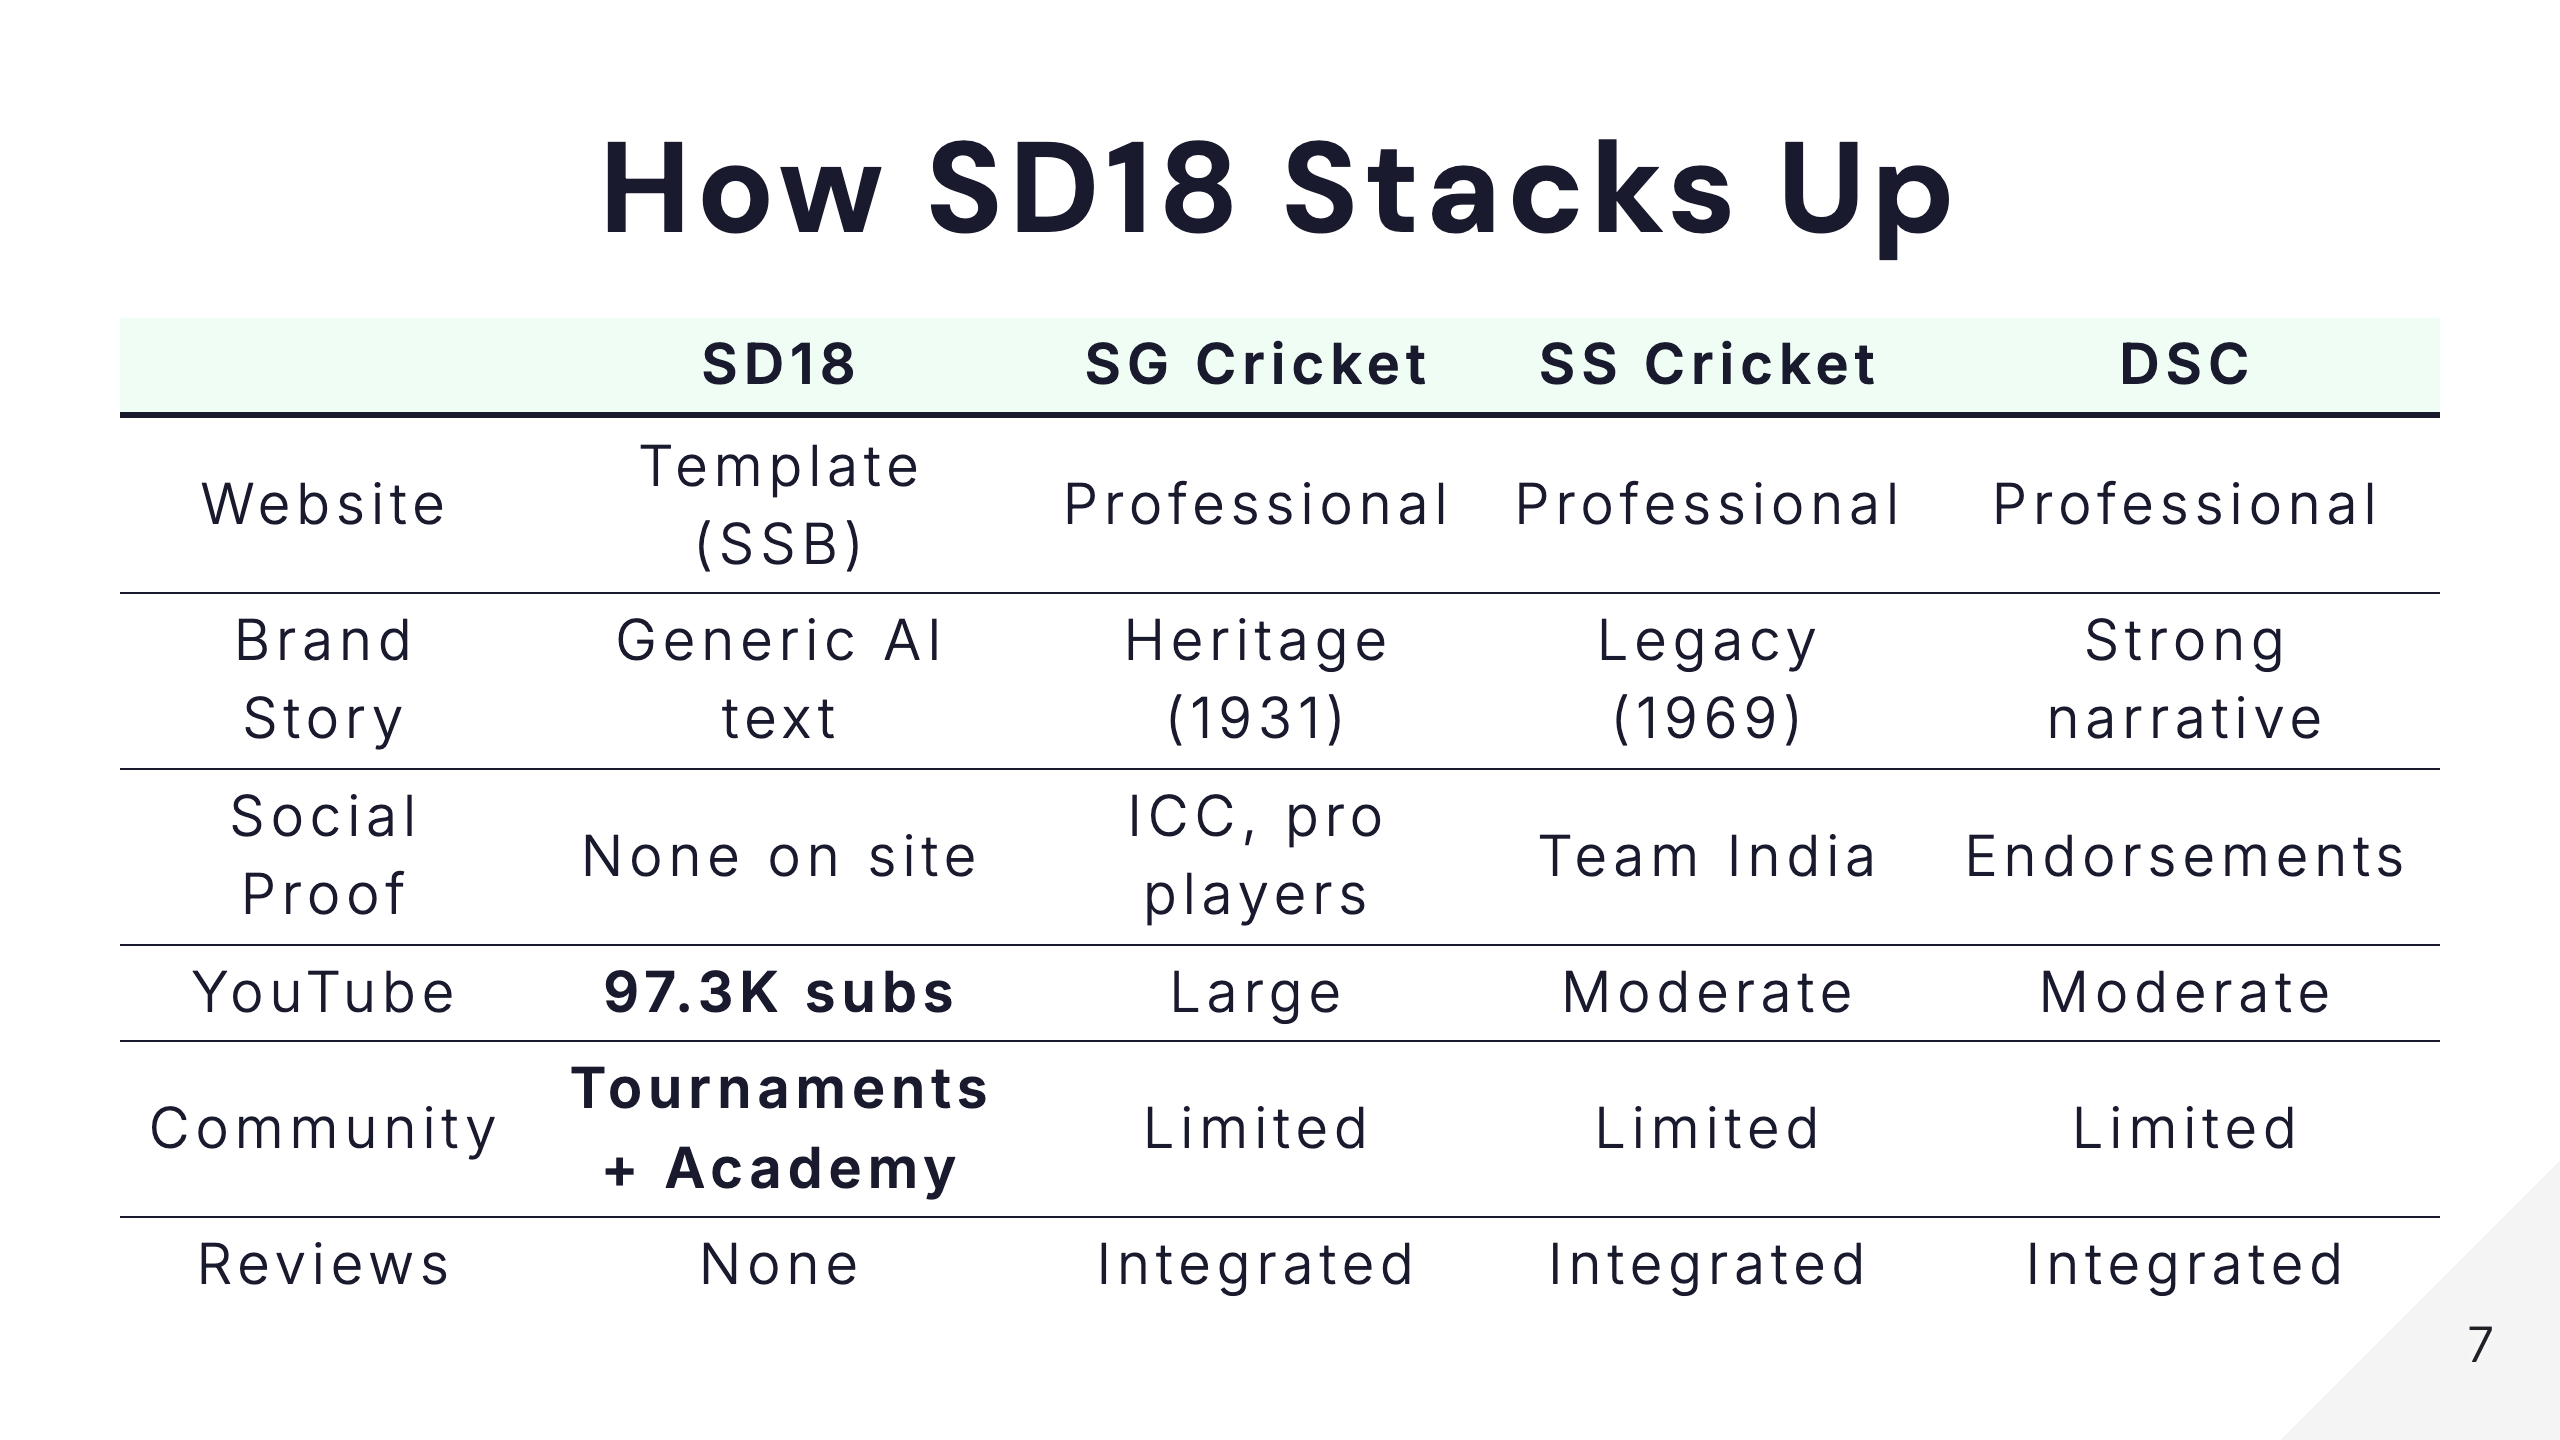 How SD18 Stacks Up
SD18 SG Cricket SS Cricket DSC
Website Template (SSB) Professional Professional Professional
Brand Story Generic AI text Heritage (1931) Legacy (1969) Strong narrative
Social Proof None on site ICC, pro players Team India Endorsements
YouTube 97.3K subs Large Moderate Moderate
Community Tournaments + Academy Limited Limited Limited
Reviews None Integrated Integrated Integrated
7